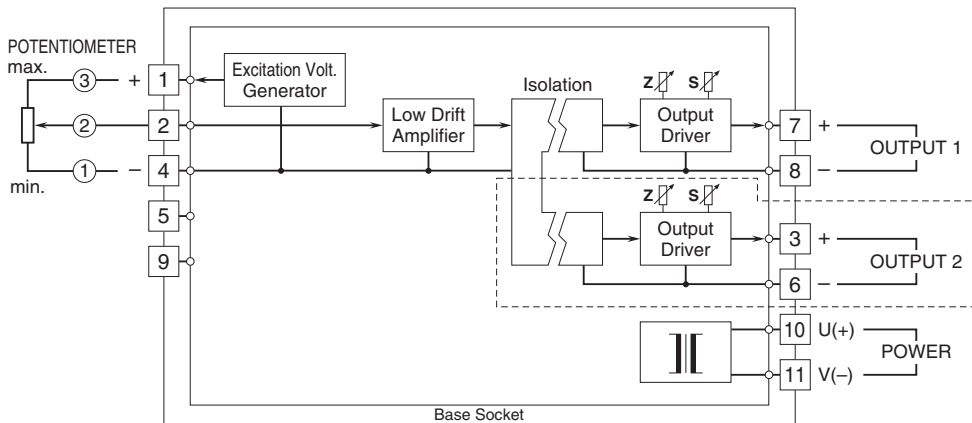 POTENTIOMETER
max.
3
+
1
Excitation Volt.
Generator
2
2
Low Drift
Amplifier
1
–
4
min.
5
9
Isolation
Z
S
Output
Driver
7
+
OUTPUT 1
8
–
Z
S
Output
Driver
3
+
OUTPUT 2
6
–
10
U(+)
POWER
11
V(–)
Base Socket